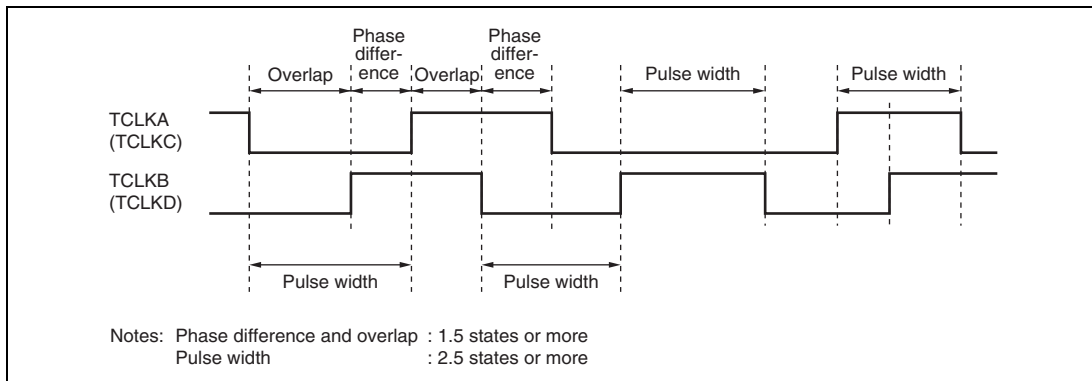 Phase
differ-
ence
Phase
differ-
ence
Overlap
Overlap
Pulse width
Pulse width
TCLKA
(TCLKC)
TCLKB
(TCLKD)
Pulse width
Pulse width
Notes: Phase difference and overlap : 1.5 states or more
Pulse width : 2.5 states or more